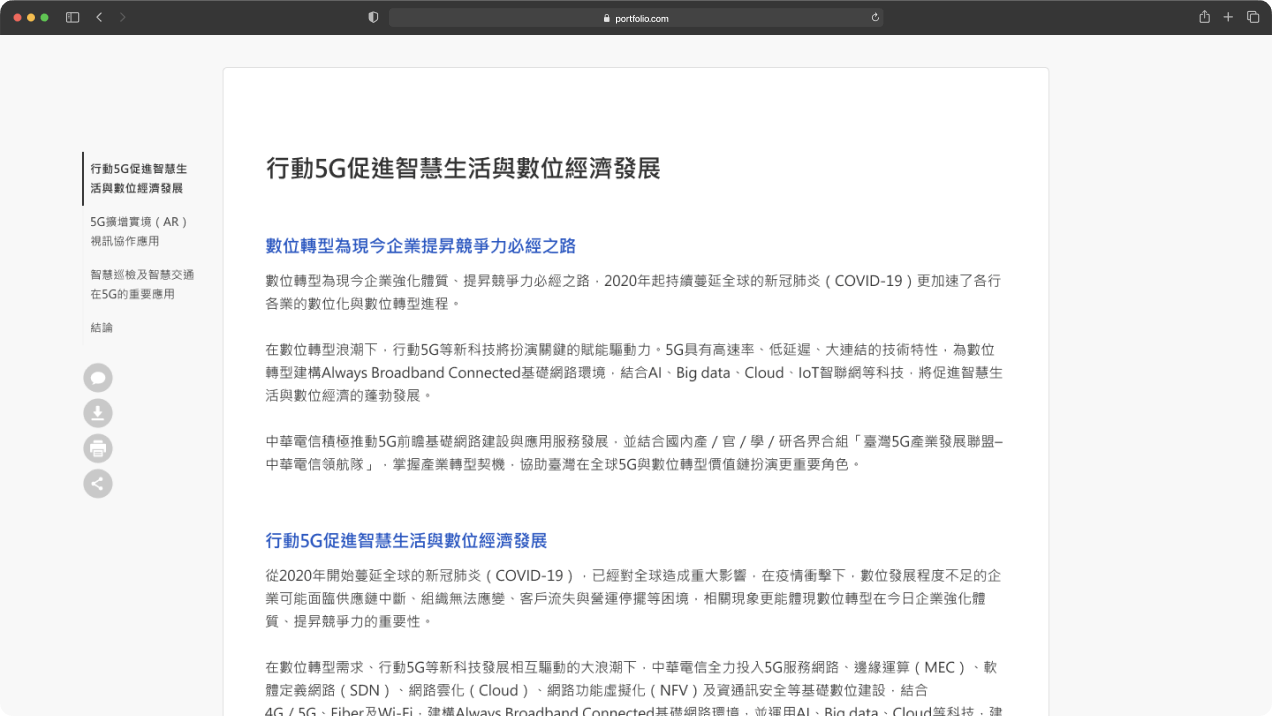 portfolio.com
行動5G促進智慧生
活與數位經濟發展
5G擴增實境（AR）
視訊協作應用
智慧巡檢及智慧交通
在5G的重要應用
結論
行動5G促進智慧生活與數位經濟發展
數位轉型為現今企業提昇競爭力必經之路
數位轉型為現今企業強化體質、提昇競爭力必經之路，2020年起持續蔓延全球的新冠肺炎（COVID-19）更加速了各行
各業的數位化與數位轉型進程。
在數位轉型浪潮下，行動5G等新科技將扮演關鍵的賦能驅動力。5G具有高速率、低延遲、大連結的技術特性，為數位
轉型建構Always Broadband Connected基礎網路環境，結合AI、Big data、Cloud、IoT智聯網等科技，將促進智慧生
活與數位經濟的蓬勃發展。
中華電信積極推動5G前瞻基礎網路建設與應用服務發展，並結合國內產／官／學／研各界合組「臺灣5G產業發展聯盟–
中華電信領航隊」，掌握產業轉型契機，協助臺灣在全球5G與數位轉型價值鏈扮演更重要角色。
行動5G促進智慧生活與數位經濟發展
從2020年開始蔓延全球的新冠肺炎（COVID-19），已經對全球造成重大影響，在疫情衝擊下，數位發展程度不足的企
業可能面臨供應鏈中斷、組織無法應變、客戶流失與營運停擺等困境，相關現象更能體現數位轉型在今日企業強化體
質、提昇競爭力的重要性。
在數位轉型需求、行動5G等新科技發展相互驅動的大浪潮下，中華電信全力投入5G服務網路、邊緣運算（MEC）、軟
體定義網路（SDN）、網路雲化（Cloud）、網路功能虛擬化（NFV）及資通訊安全等基礎數位建設，結合
4G／5G、Fiber及Wi-Fi，建構Always Broadband Connected基礎網路環境，並運用AI、Big data、Cloud等科技，建